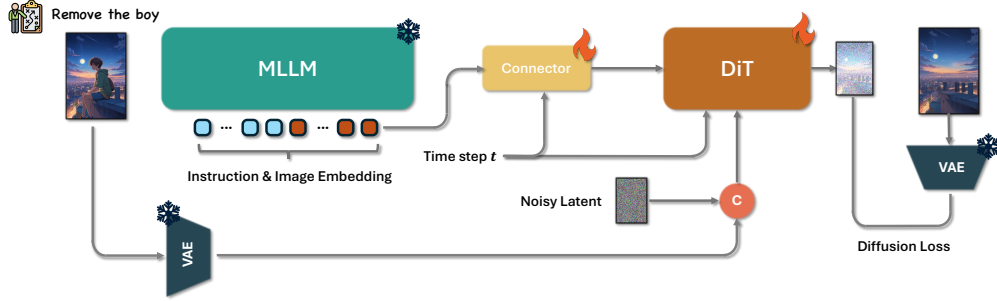 Remove the boy
MLLM
Connector
DiT
...
...
Instruction & Image Embedding
Time step t
Noisy Latent
C
VAE
VAE
Diffusion Loss